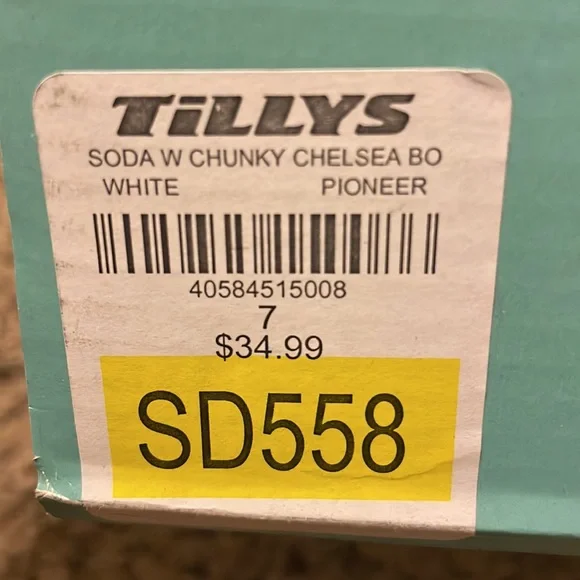 TiLLYS
SODA W CHUNKY CHELSEA BO
WHITE PIONEER
40584515008
7
$34.99
SD558